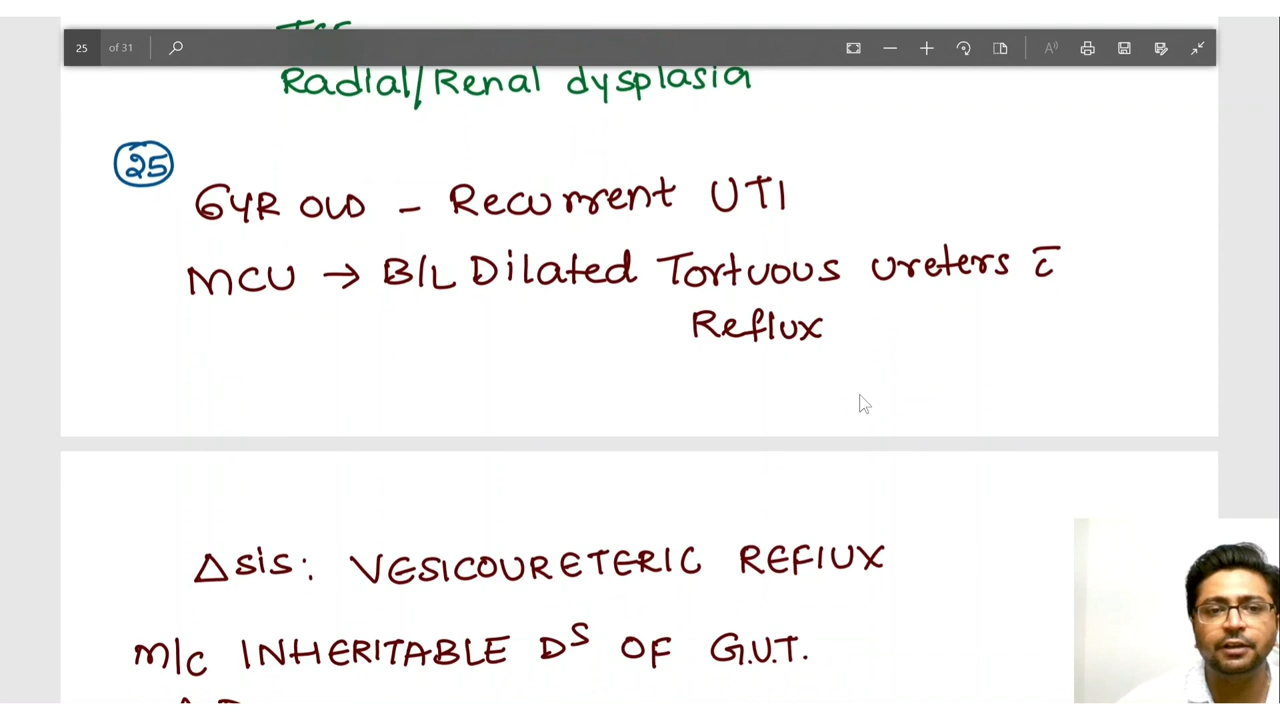 25 of 31
Radial/Renal dysplasia
25
6YR OLD - Recurrent UTI
MCU → B/L Dilated Tortuous ureters c̄
Reflux
Δsis: VESICOURETERIC REFlUX
m/c INHERITABLE DS OF G.U.T.